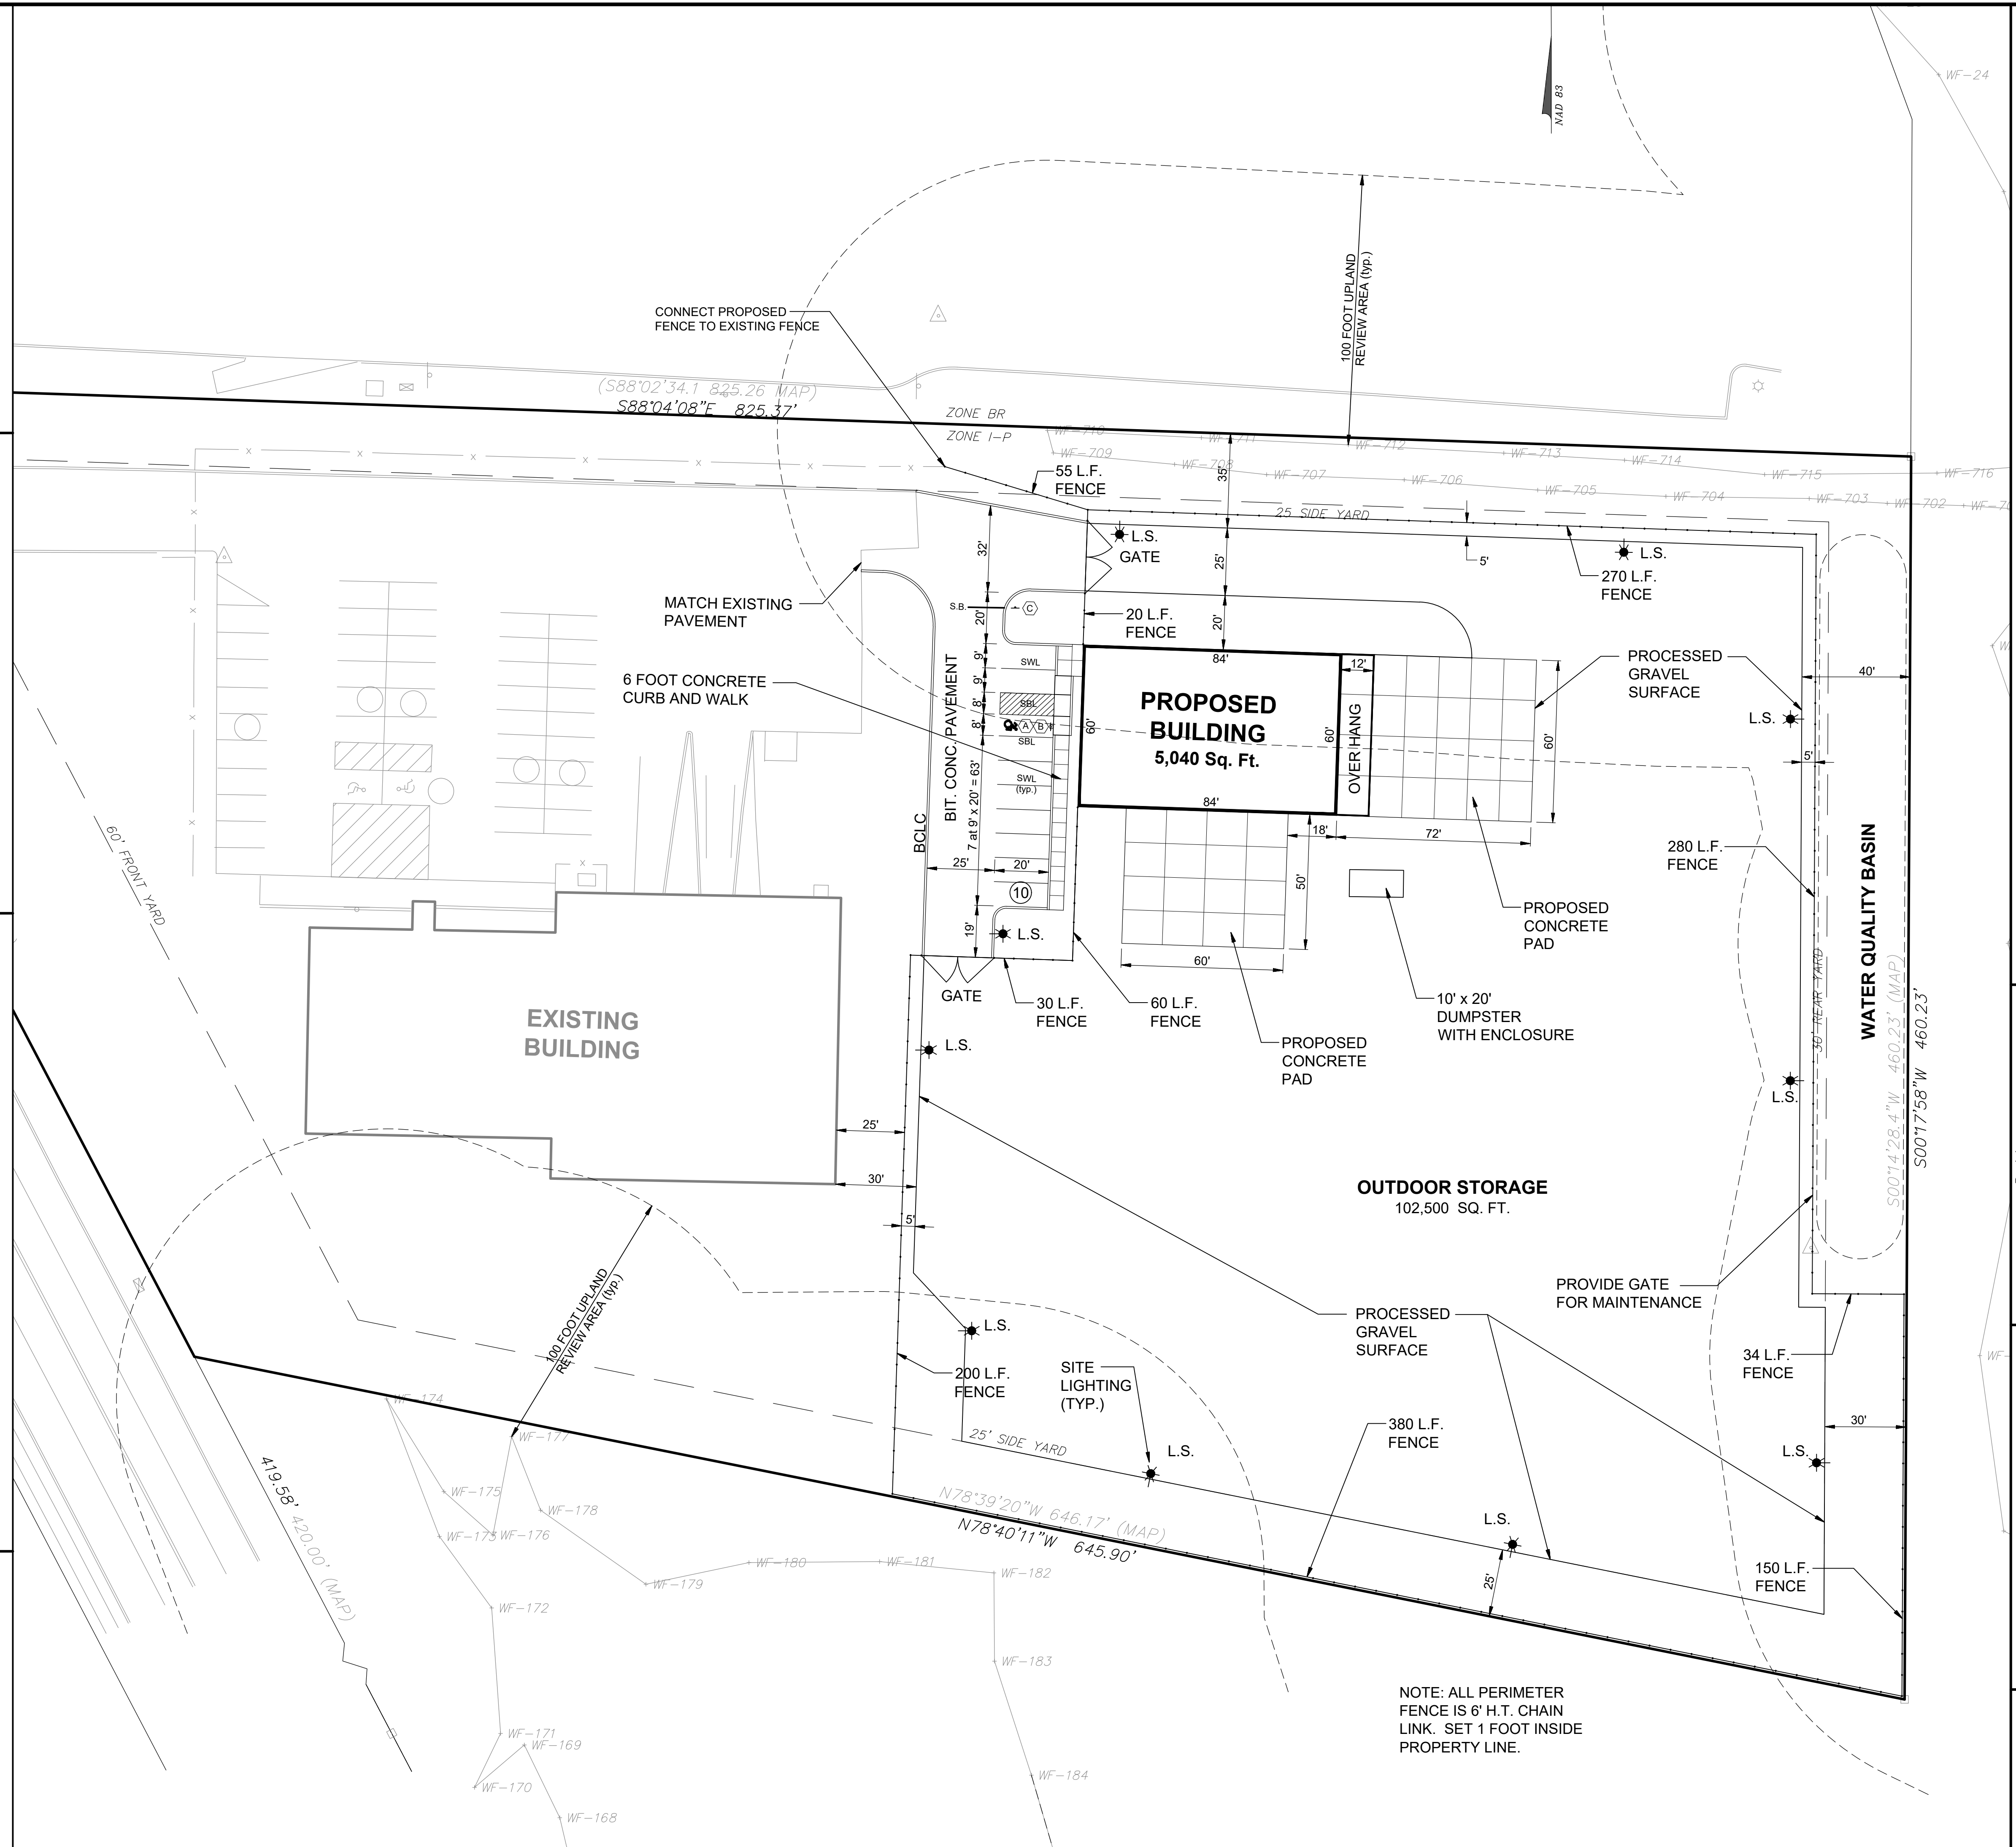 WF-24
NAD 83
100 FOOT UPLAND
REVIEW AREA (typ.)
CONNECT PROPOSED
FENCE TO EXISTING FENCE
(S88°02'34.1 825.26 MAP)
S88°04'08"E 825.37'
ZONE BR
ZONE I-P
WF-710
WF-711
WF-712
WF-713
WF-714
WF-715
WF-716
WF-709
WF-708
WF-707
WF-706
WF-705
WF-704
WF-703
WF-702
55 L.F.
FENCE
35'
25 SIDE YARD
L.S.
GATE
32'
25'
5'
L.S.
270 L.F.
FENCE
MATCH EXISTING
PAVEMENT
S.B.
C
20'
20 L.F.
FENCE
20'
9'
9'
8'
8'
SWL
SBL
A
B
SBL
SWL
(typ.)
6 FOOT CONCRETE
CURB AND WALK
BIT. CONC. PAVEMENT
BCLC
7 at 9' x 20' = 63'
84'
12'
PROPOSED
BUILDING
5,040 Sq. Ft.
60'
60'
OVER HANG
84'
60'
PROCESSED
GRAVEL
SURFACE
40'
L.S.
5'
18'
72'
25'
20'
10
19'
L.S.
50'
60'
280 L.F.
FENCE
WATER QUALITY BASIN
PROPOSED
CONCRETE
PAD
10' x 20'
DUMPSTER
WITH ENCLOSURE
PROPOSED
CONCRETE
PAD
60' FRONT YARD
EXISTING
BUILDING
GATE
30 L.F.
FENCE
60 L.F.
FENCE
L.S.
30' REAR YARD
S00°14'28.4"W 460.23' (MAP)
S00°17'58"W 460.23'
L.S.
25'
30'
5'
OUTDOOR STORAGE
102,500 SQ. FT.
100 FOOT UPLAND
REVIEW AREA (typ.)
PROVIDE GATE
FOR MAINTENANCE
PROCESSED
GRAVEL
SURFACE
L.S.
SITE
LIGHTING
(TYP.)
200 L.F.
FENCE
34 L.F.
FENCE
380 L.F.
FENCE
30'
L.S.
25' SIDE YARD
L.S.
L.S.
25'
N78°39'20"W 646.17' (MAP)
N78°40'11"W 645.90'
150 L.F.
FENCE
419.58'
420.00' (MAP)
WF-174
WF-177
WF-175
WF-178
WF-173
WF-176
WF-180
WF-181
WF-182
WF-179
WF-172
WF-183
WF-171
WF-169
WF-170
WF-168
WF-184
NOTE: ALL PERIMETER
FENCE IS 6' H.T. CHAIN
LINK. SET 1 FOOT INSIDE
PROPERTY LINE.